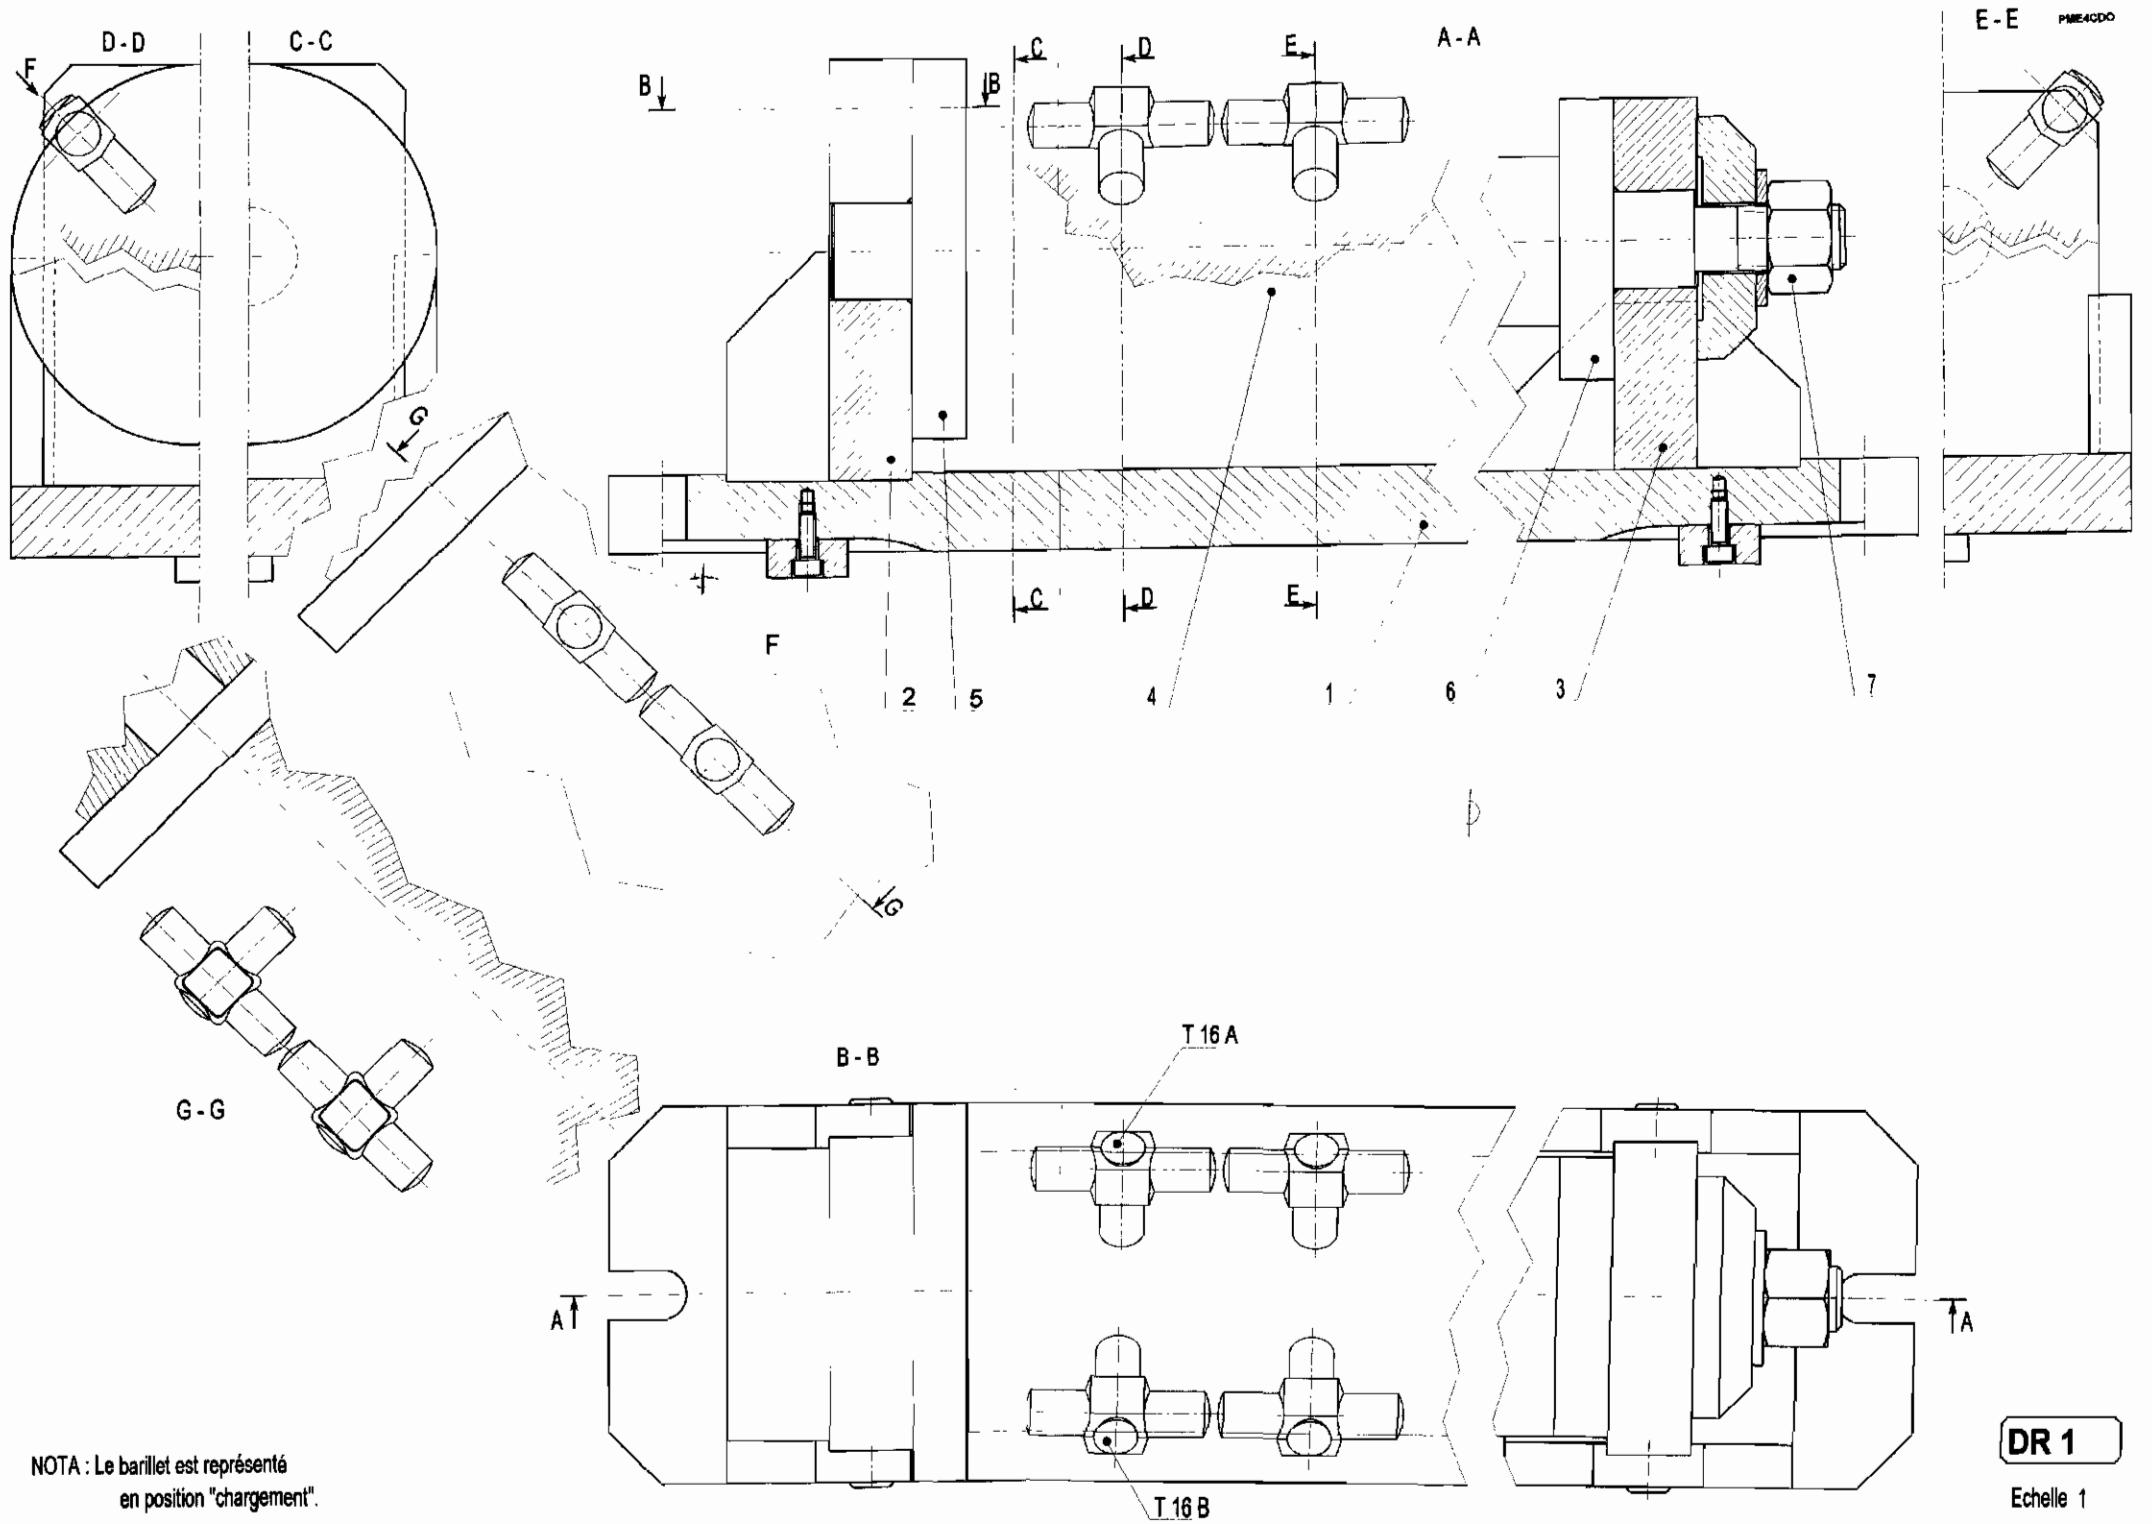 D-D
C-C
A-A
E-E
PME4CDO
F
B
B
C
D
E
G
C
D
E
F
2
5
4
1
6
3
7
G
G-G
B-B
T 16 A
A
A
T 16 B
NOTA : Le barillet est représenté
en position "chargement".
DR 1
Echelle 1